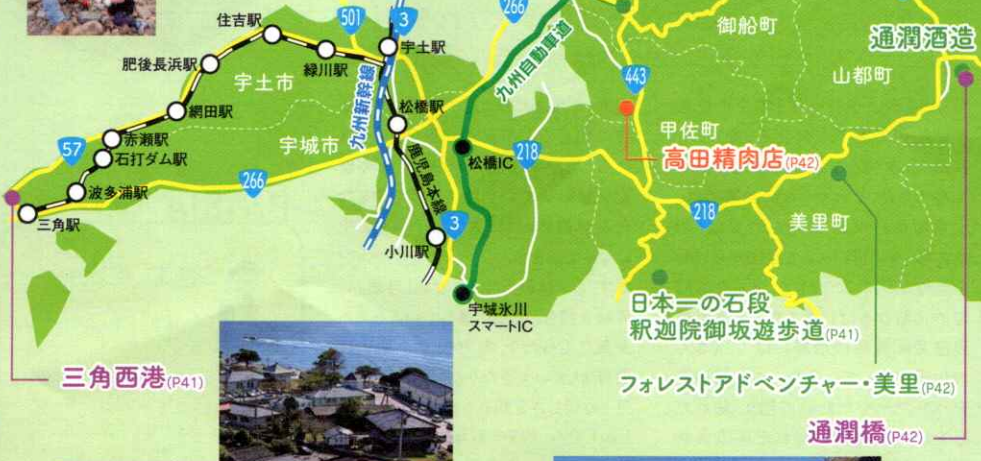 住吉駅
501
3
266
御船町
通潤酒造
肥後長浜駅
緑川駅
宇土駅
宇土市
九州新幹線
九州自動車道
山都町
443
網田駅
松橋駅
甲佐町
赤瀬駅
宇城市
57
石打ダム駅
松橋IC
218
高田精肉店(P42)
鹿児島本線
266
波多浦駅
三角駅
3
218
美里町
小川駅
宇城氷川
スマートIC
日本一の石段
釈迦院御坂遊歩道(P41)
三角西港(P41)
フォレストアドベンチャー・美里(P42)
通潤橋(P42)